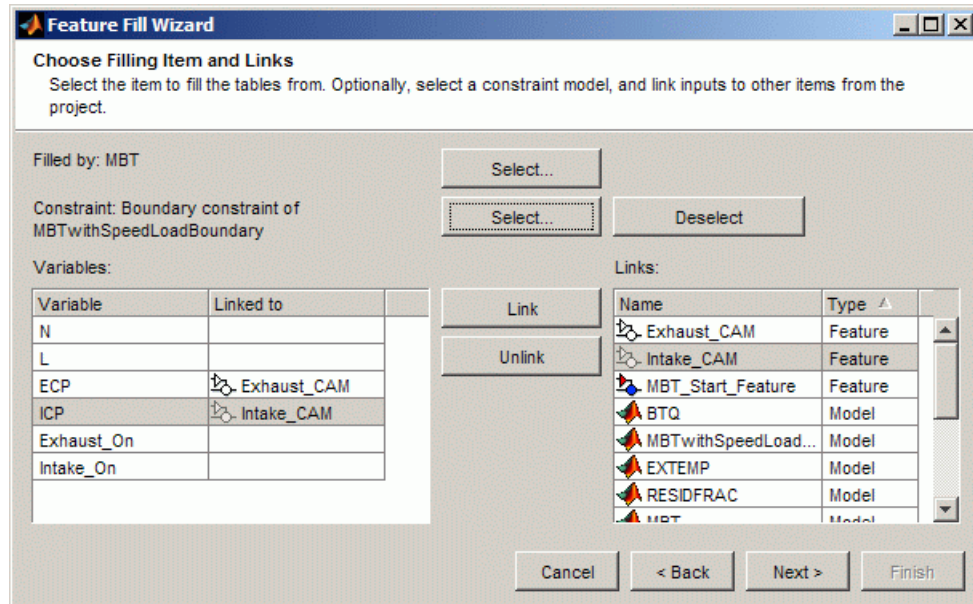 Feature Fill Wizard
Choose Filling Item and Links
Select the item to fill the tables from. Optionally, select a constraint model, and link inputs to other items from the
project.
Filled by: MBT
Select...
Constraint: Boundary constraint of
MBTwithSpeedLoadBoundary
Select...
Deselect
Variables:
Links:
Variable Linked to
Link
Name Type
N
Exhaust_CAM Feature
L
Unlink
Intake_CAM Feature
ECP Exhaust_CAM
MBT_Start_Feature Feature
ICP Intake_CAM
BTQ Model
Exhaust_On
MBTwithSpeedLoad... Model
Intake_On
EXTEMP Model
RESIDFRAC Model
MBT Model
Cancel
< Back
Next >
Finish